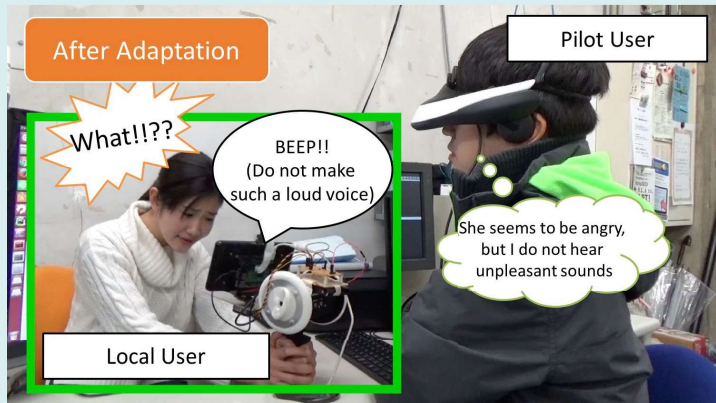 After Adaptation
Pilot User
What!!??
BEEP!!
(Do not make
such a loud voice)
She seems to be angry,
but I do not hear
unpleasant sounds
Local User